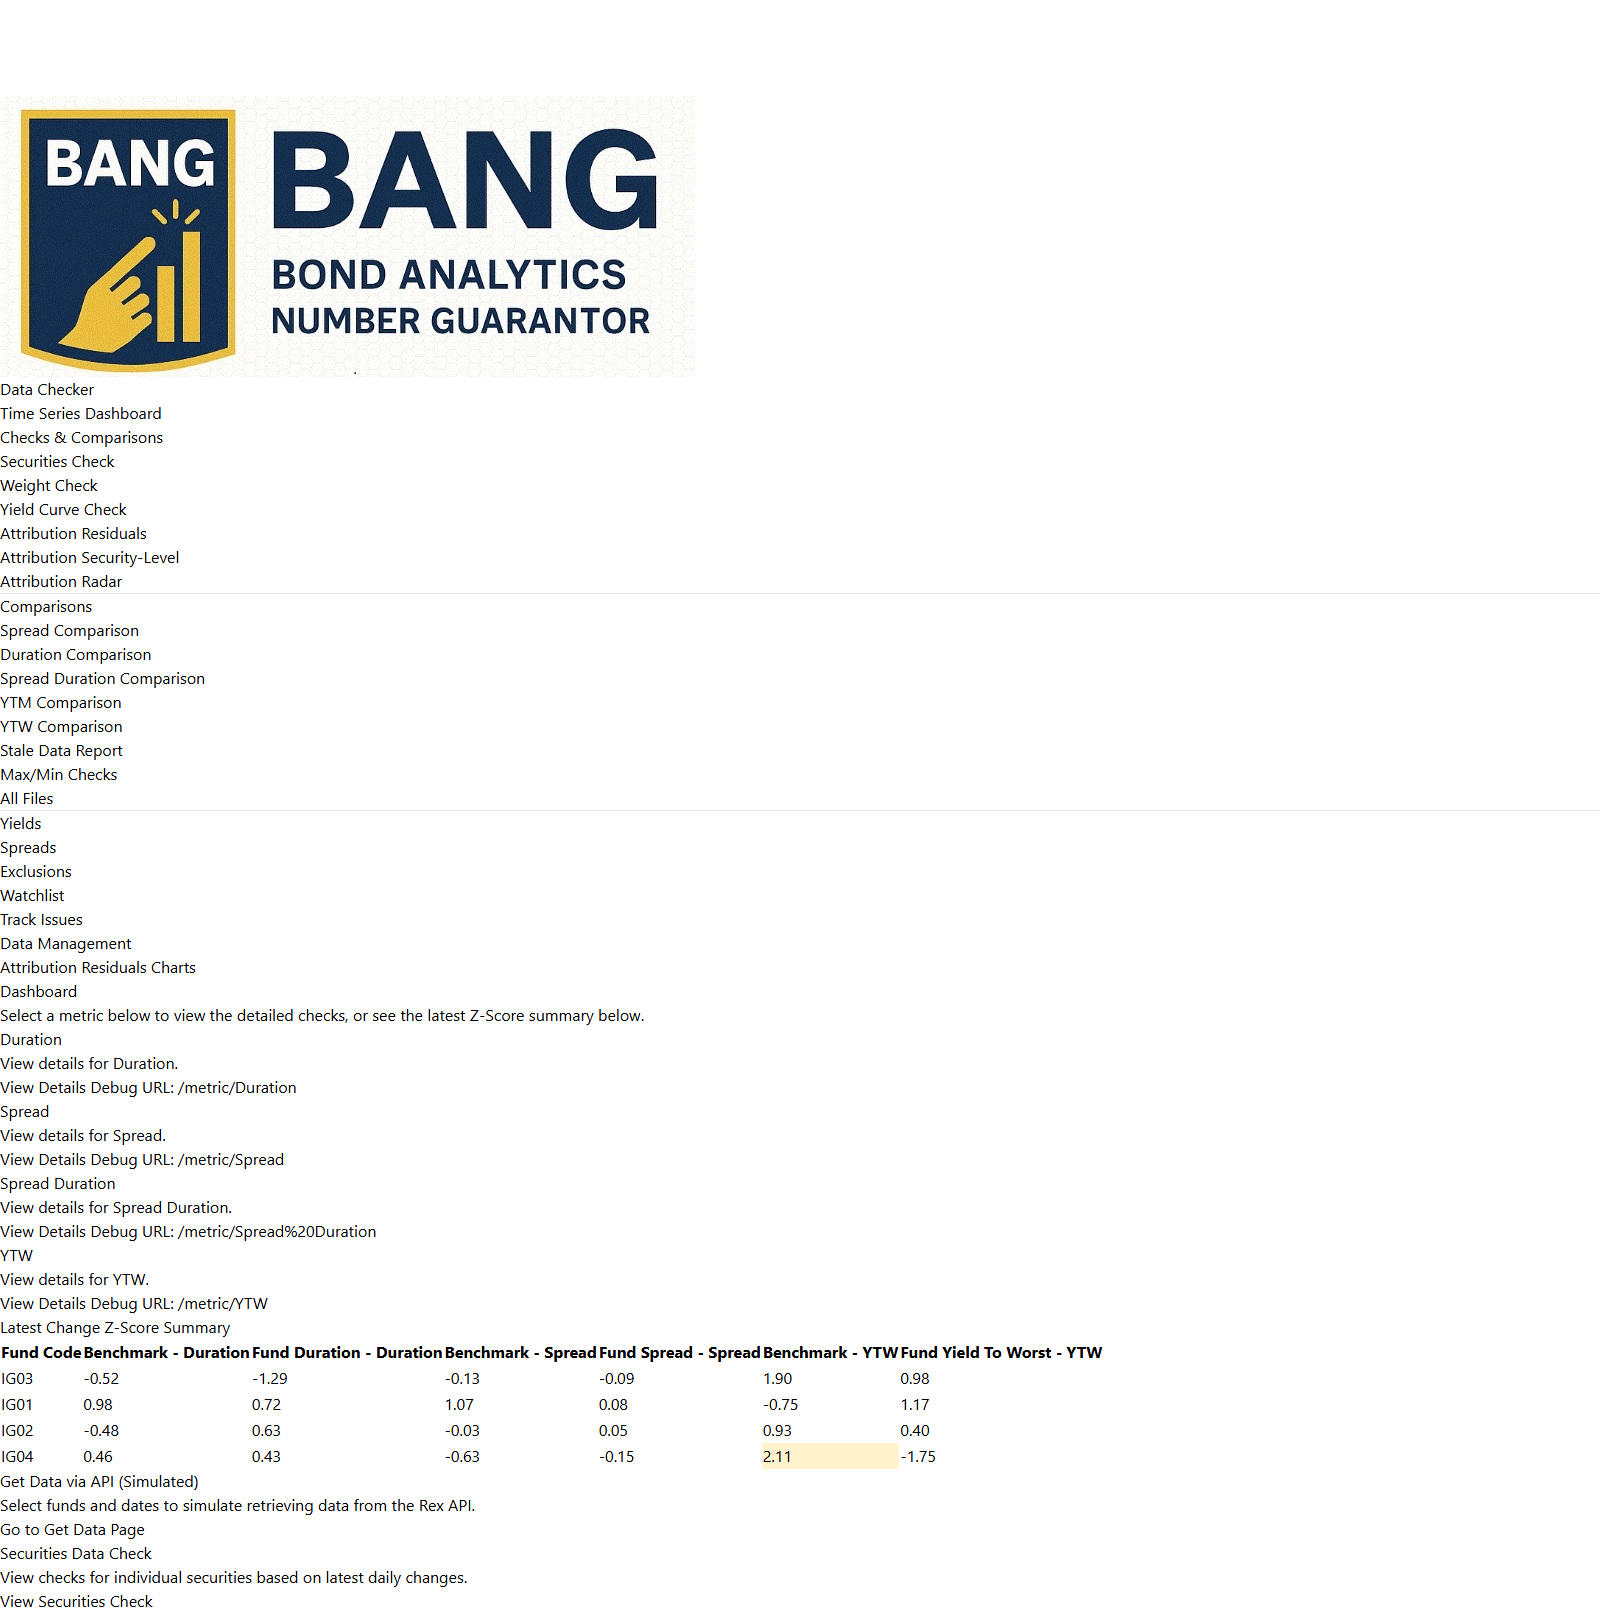 BANG
BANG
BOND ANALYTICS
NUMBER GUARANTOR
Data Checker
Time Series Dashboard
Checks & Comparisons
Securities Check
Weight Check
Yield Curve Check
Attribution Residuals
Attribution Security-Level
Attribution Radar
Comparisons
Spread Comparison
Duration Comparison
Spread Duration Comparison
YTM Comparison
YTW Comparison
Stale Data Report
Max/Min Checks
All Files
Yields
Spreads
Exclusions
Watchlist
Track Issues
Data Management
Attribution Residuals Charts
Dashboard
Select a metric below to view the detailed checks, or see the latest Z-Score summary below.
Duration
View details for Duration.
View Details Debug URL: /metric/Duration
Spread
View details for Spread.
View Details Debug URL: /metric/Spread
Spread Duration
View details for Spread Duration.
View Details Debug URL: /metric/Spread%20Duration
YTW
View details for YTW.
View Details Debug URL: /metric/YTW
Latest Change Z-Score Summary
Fund Code Benchmark - Duration Fund Duration - Duration Benchmark - Spread Fund Spread - Spread Benchmark - YTW Fund Yield To Worst - YTW
IG03 -0.52 -1.29 -0.13 -0.09 1.90 0.98
IG01 0.98 0.72 1.07 0.08 -0.75 1.17
IG02 -0.48 0.63 -0.03 0.05 0.93 0.40
IG04 0.46 0.43 -0.63 -0.15 2.11 -1.75
Get Data via API (Simulated)
Select funds and dates to simulate retrieving data from the Rex API.
Go to Get Data Page
Securities Data Check
View checks for individual securities based on latest daily changes.
View Securities Check